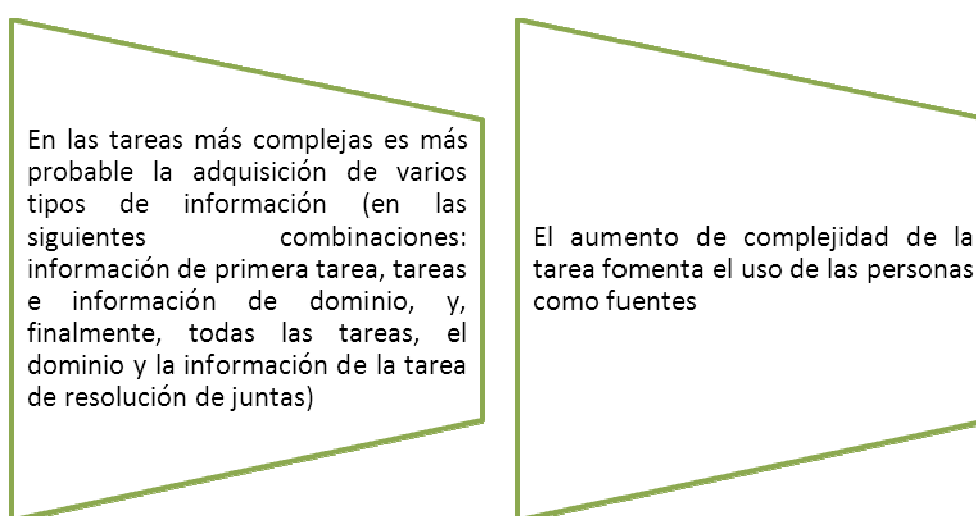 En las tareas más complejas es más
probable la adquisición de varios
tipos de información (en las
siguientes combinaciones:
información de primera tarea, tareas
e información de dominio, y,
finalmente, todas las tareas, el
dominio y la información de la tarea
de resolución de juntas)
El aumento de complejidad de la
tarea fomenta el uso de las personas
como fuentes